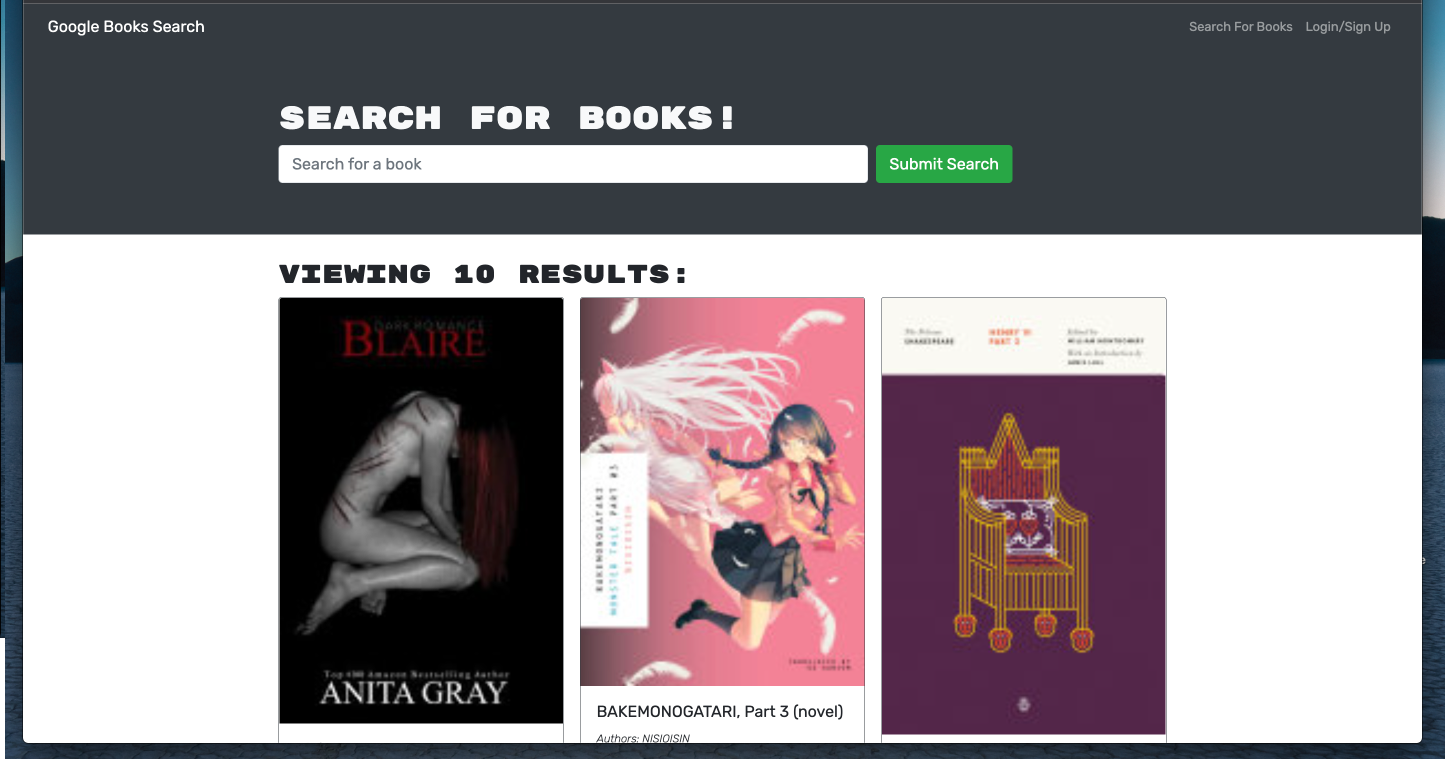 Google Books Search
Search For Books
Login/Sign Up
SEARCH FOR BOOKS!
Search for a book
Submit Search
VIEWING 10 RESULTS:
DARK ROMANCE
BLAIRE
Top 100 Amazon Bestselling Author
ANITA GRAY
BAKEMONOGATARI
MONSTER TALE PART 03
NISIOISIN
TRANSLATED BY
KO RANSOM
BAKEMONOGATARI, Part 3 (novel)
Authors: NISIOISIN
The Pelican
SHAKESPEARE
HENRY VI
PART 3
Edited by
WILLIAM MONTGOMERY
With an Introduction by